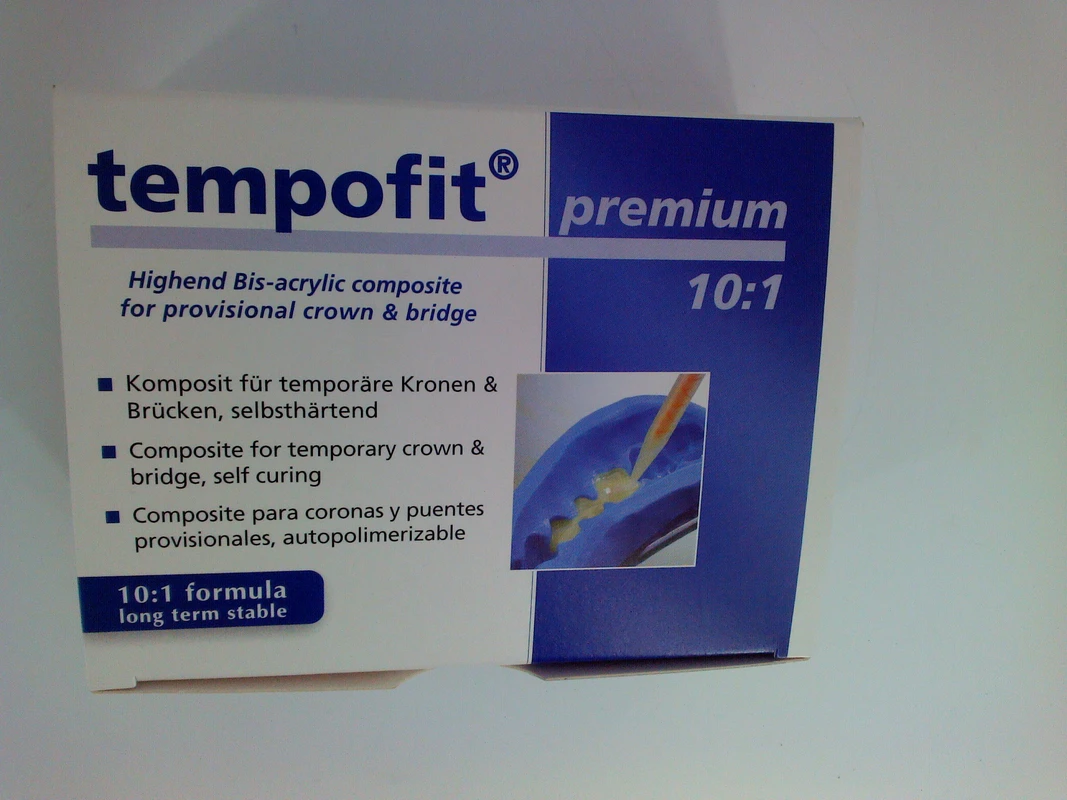 tempofit®
premium
10:1
Highend Bis-acrylic composite
for provisional crown & bridge
Komposit für temporäre Kronen &
Brücken, selbsthärtend
Composite for temporary crown &
bridge, self curing
Composite para coronas y puentes
provisionales, autopolimerizable
10:1 formula
long term stable